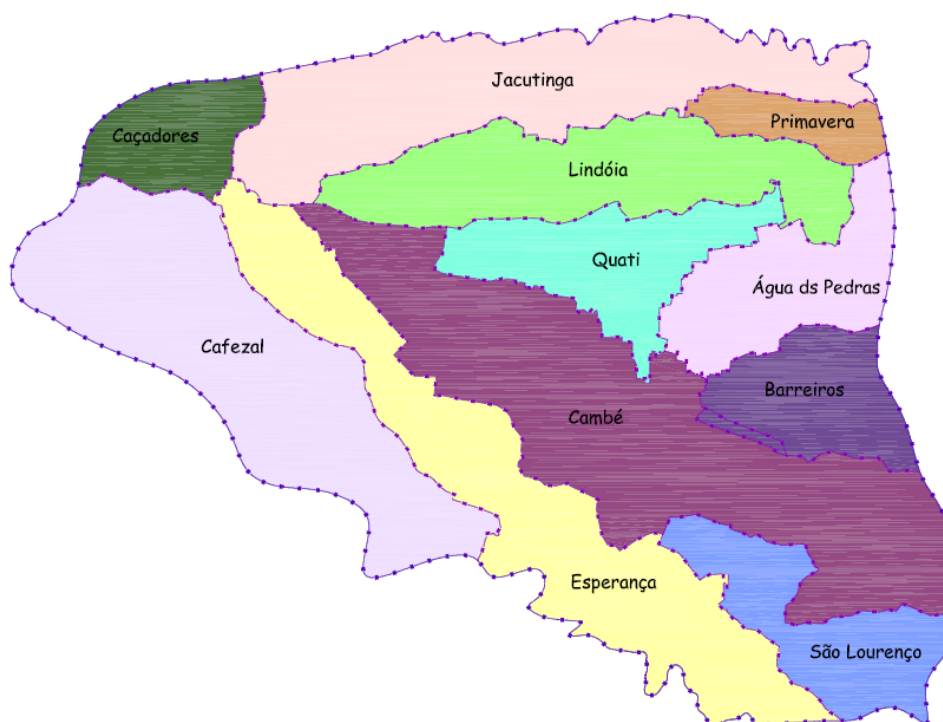 Jacutinga
Primavera
Caçadores
Lindóia
Quati
Água ds Pedras
Cafezal
Barreiros
Cambé
Esperança
São Lourenço